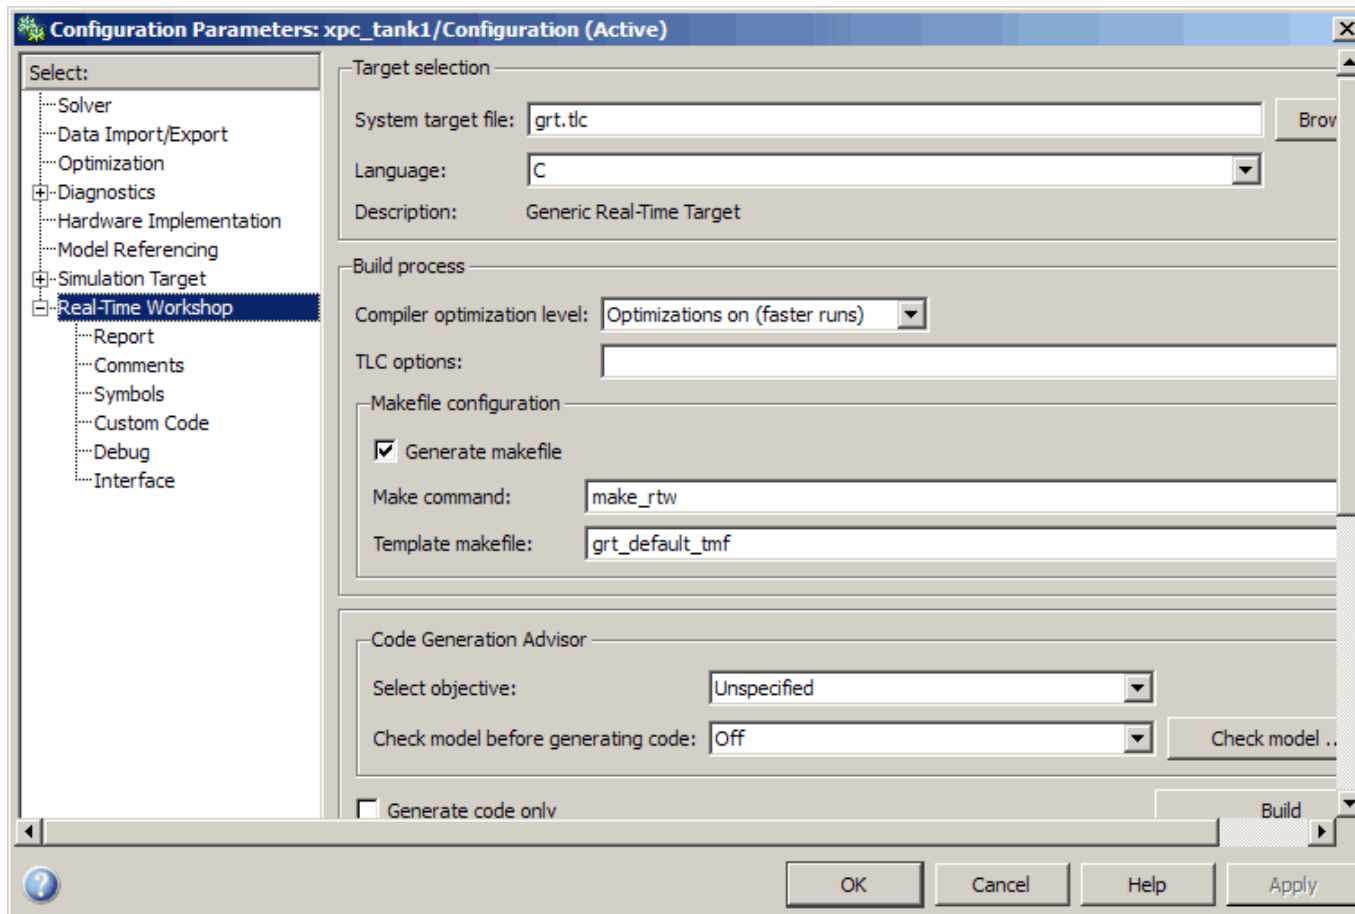 Configuration Parameters: xpc_tank1/Configuration (Active)
Select:
Solver
Data Import/Export
Optimization
Diagnostics
Hardware Implementation
Model Referencing
Simulation Target
Real-Time Workshop
Report
Comments
Symbols
Custom Code
Debug
Interface
Target selection
System target file: grt.tlc Brow
Language: C
Description: Generic Real-Time Target
Build process
Compiler optimization level: Optimizations on (faster runs)
TLC options:
Makefile configuration
Generate makefile
Make command: make_rtw
Template makefile: grt_default_tmf
Code Generation Advisor
Select objective: Unspecified
Check model before generating code: Off Check model ..
Generate code only Build
OK Cancel Help Apply